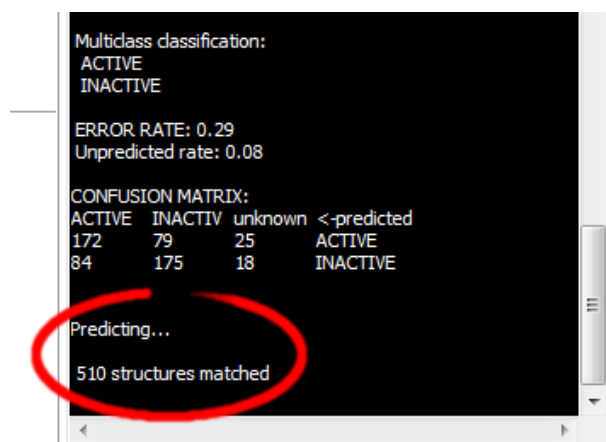 Multiclass classification:
ACTIVE
INACTIVE
ERROR RATE: 0.29
Unpredicted rate: 0.08
CONFUSION MATRIX:
ACTIVE INACTIV unknown <-predicted
172 79 25 ACTIVE
84 175 18 INACTIVE
Predicting...
510 structures matched